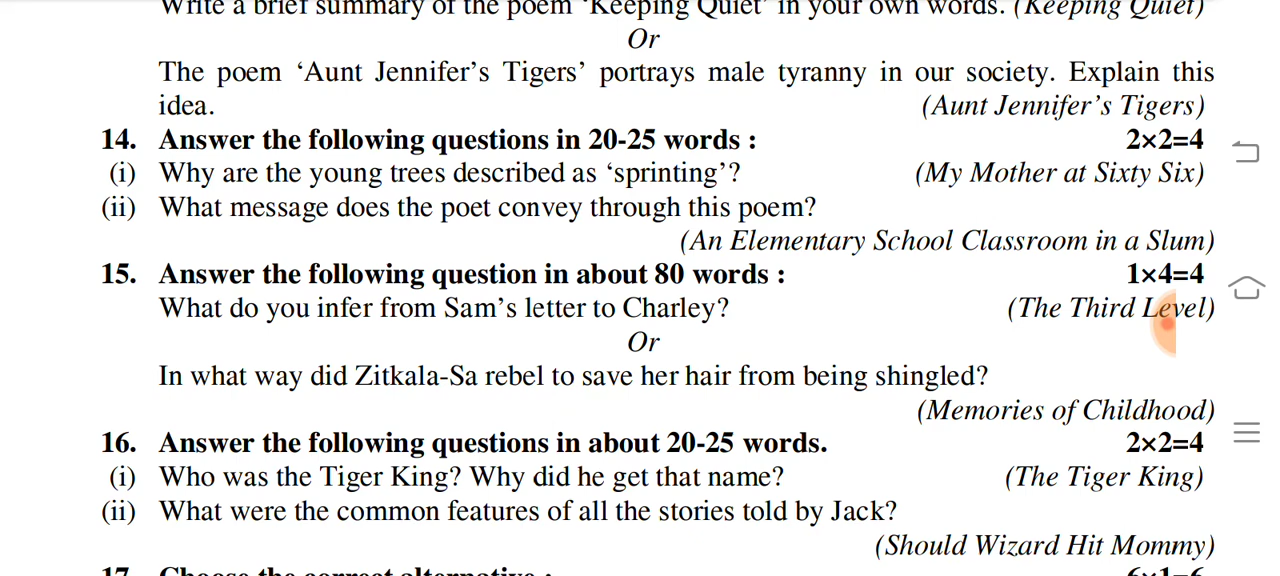 Write a brief summary of the poem ‘Keeping Quiet’ in your own words. (Keeping Quiet)
Or
The poem ‘Aunt Jennifer’s Tigers’ portrays male tyranny in our society. Explain this
idea. (Aunt Jennifer’s Tigers)
14. Answer the following questions in 20-25 words : 2×2=4
(i) Why are the young trees described as ‘sprinting’? (My Mother at Sixty Six)
(ii) What message does the poet convey through this poem?
(An Elementary School Classroom in a Slum)
15. Answer the following question in about 80 words : 1×4=4
What do you infer from Sam’s letter to Charley? (The Third Level)
Or
In what way did Zitkala-Sa rebel to save her hair from being shingled?
(Memories of Childhood)
16. Answer the following questions in about 20-25 words. 2×2=4
(i) Who was the Tiger King? Why did he get that name? (The Tiger King)
(ii) What were the common features of all the stories told by Jack?
(Should Wizard Hit Mommy)
17. Choose the correct alternative : 6×1=6